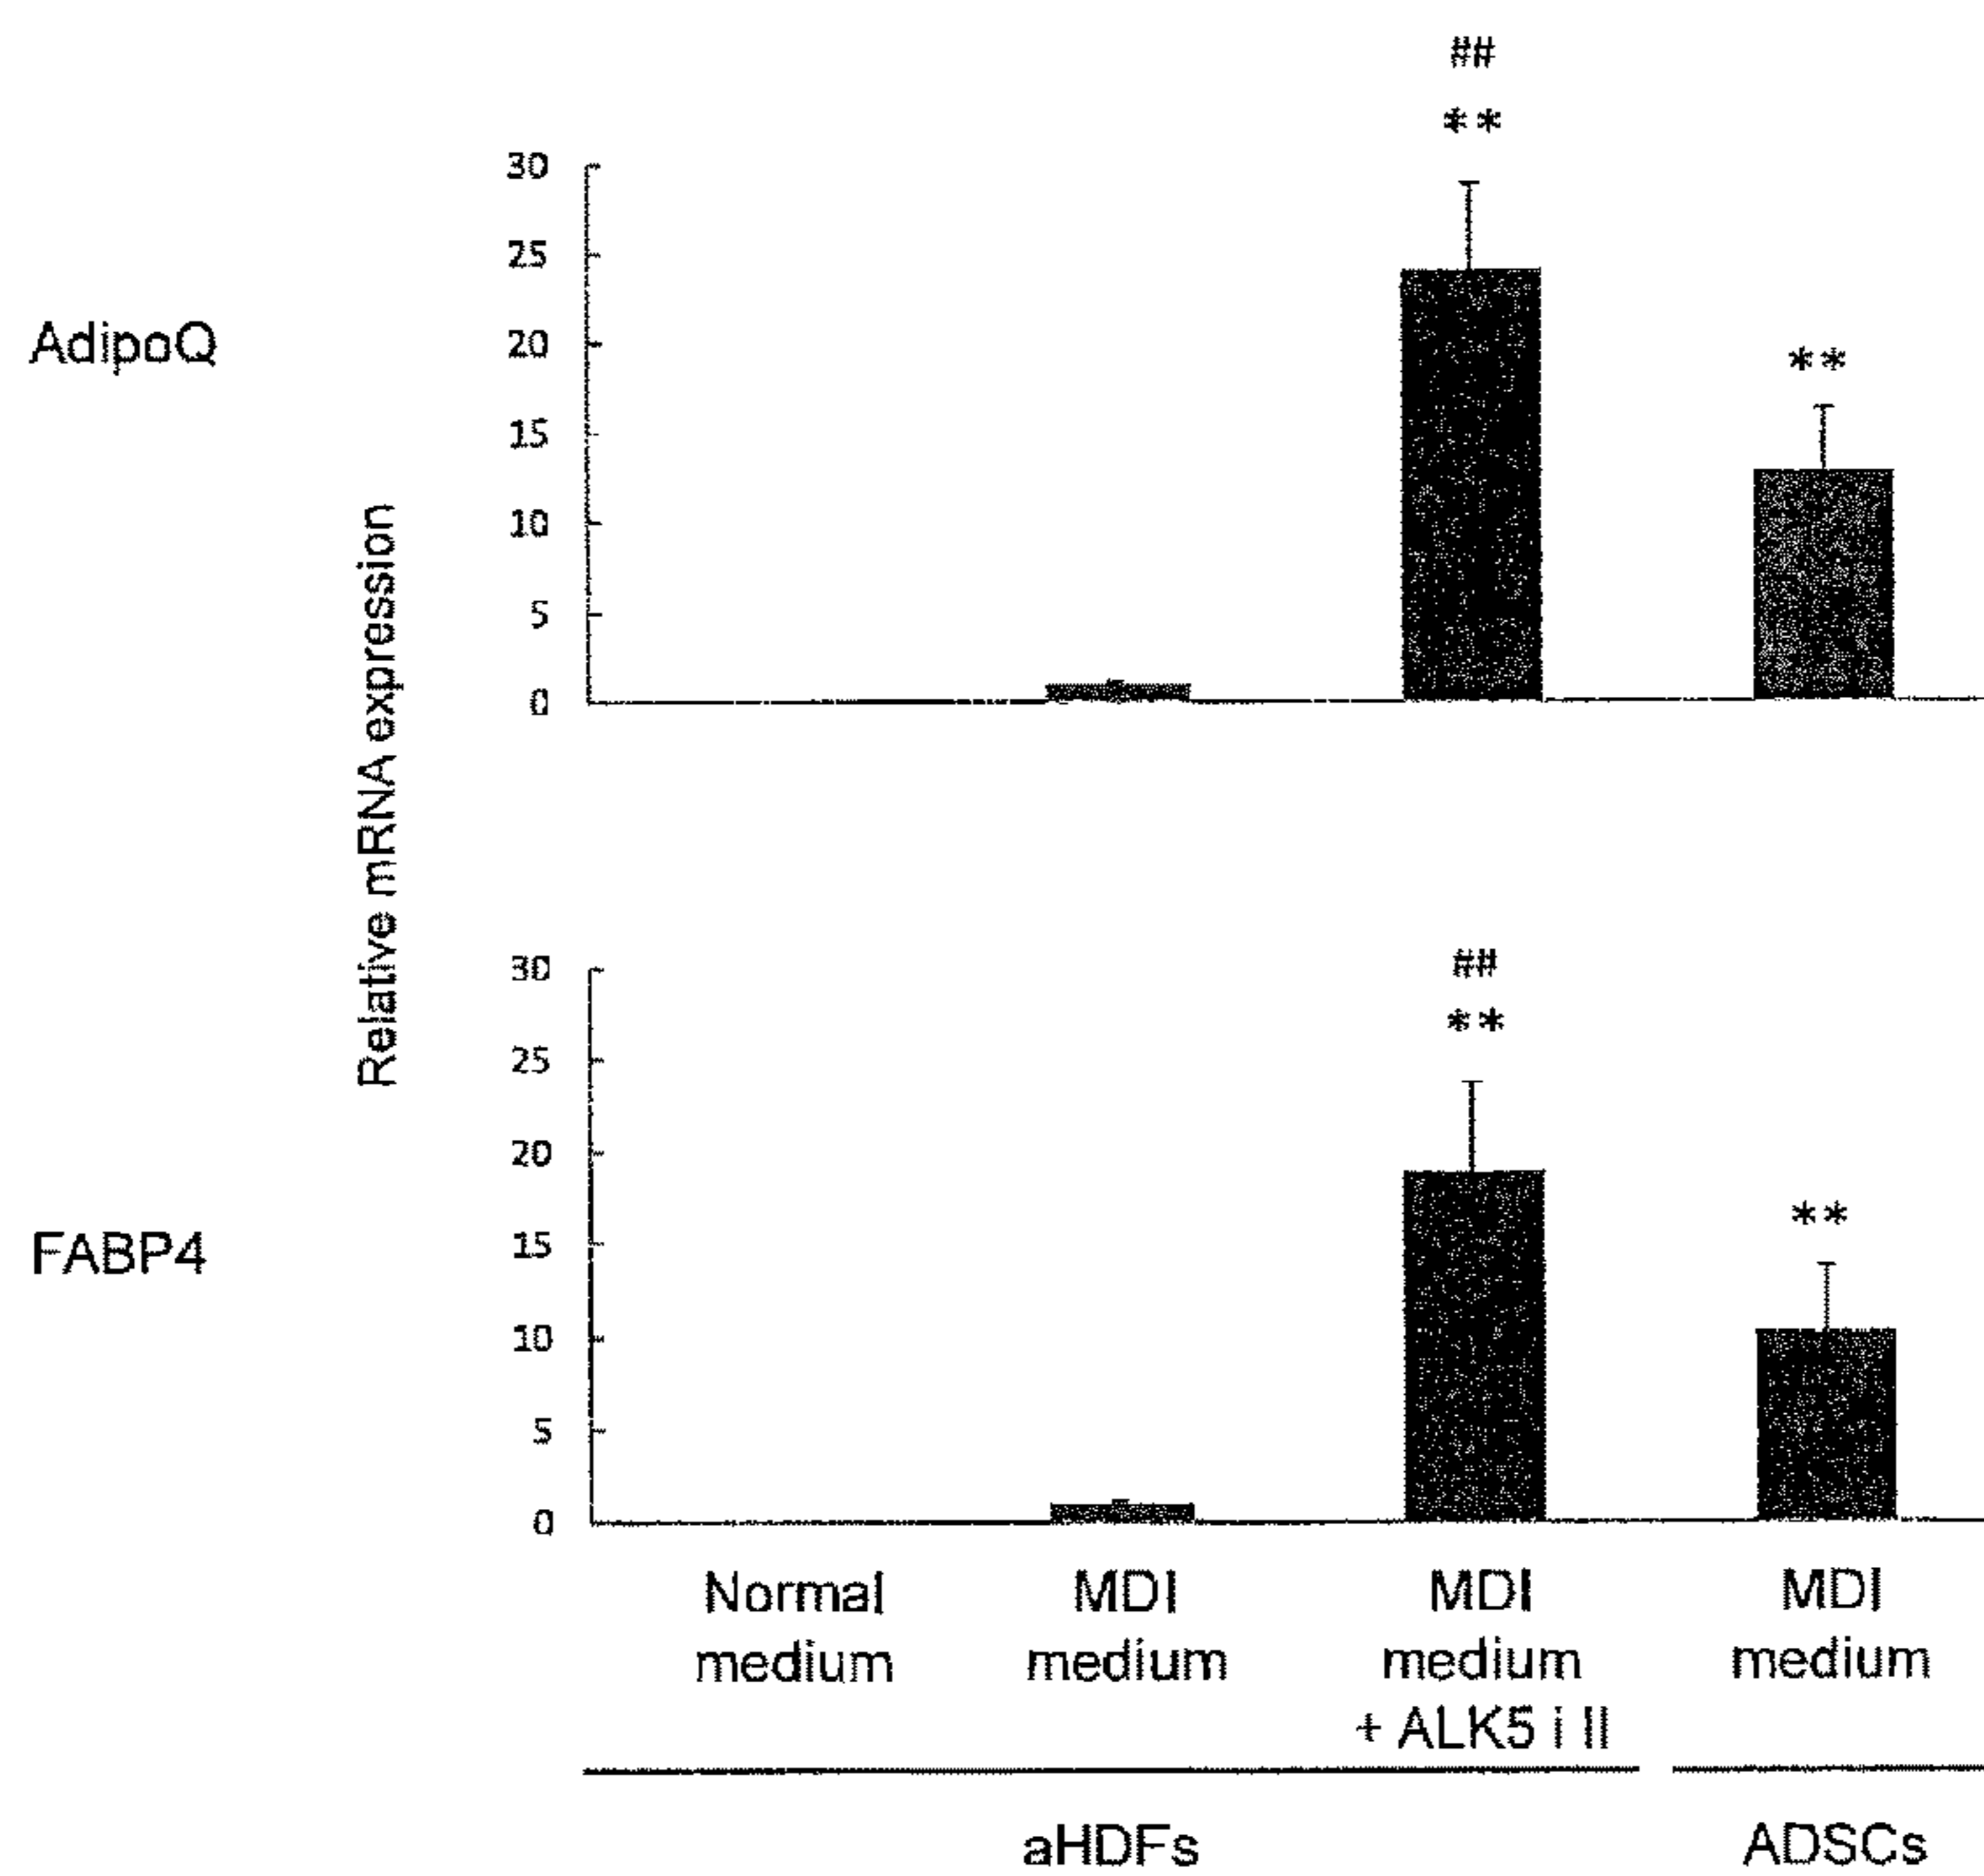 ##
**
30
25
20
15
10
5
0
**
AdipoQ
Relative mRNA expression
##
**
30
25
20
15
10
5
0
**
FABP4
Normal medium
MDI medium
MDI medium + ALK5 i II
MDI medium
aHDFs
ADSCs